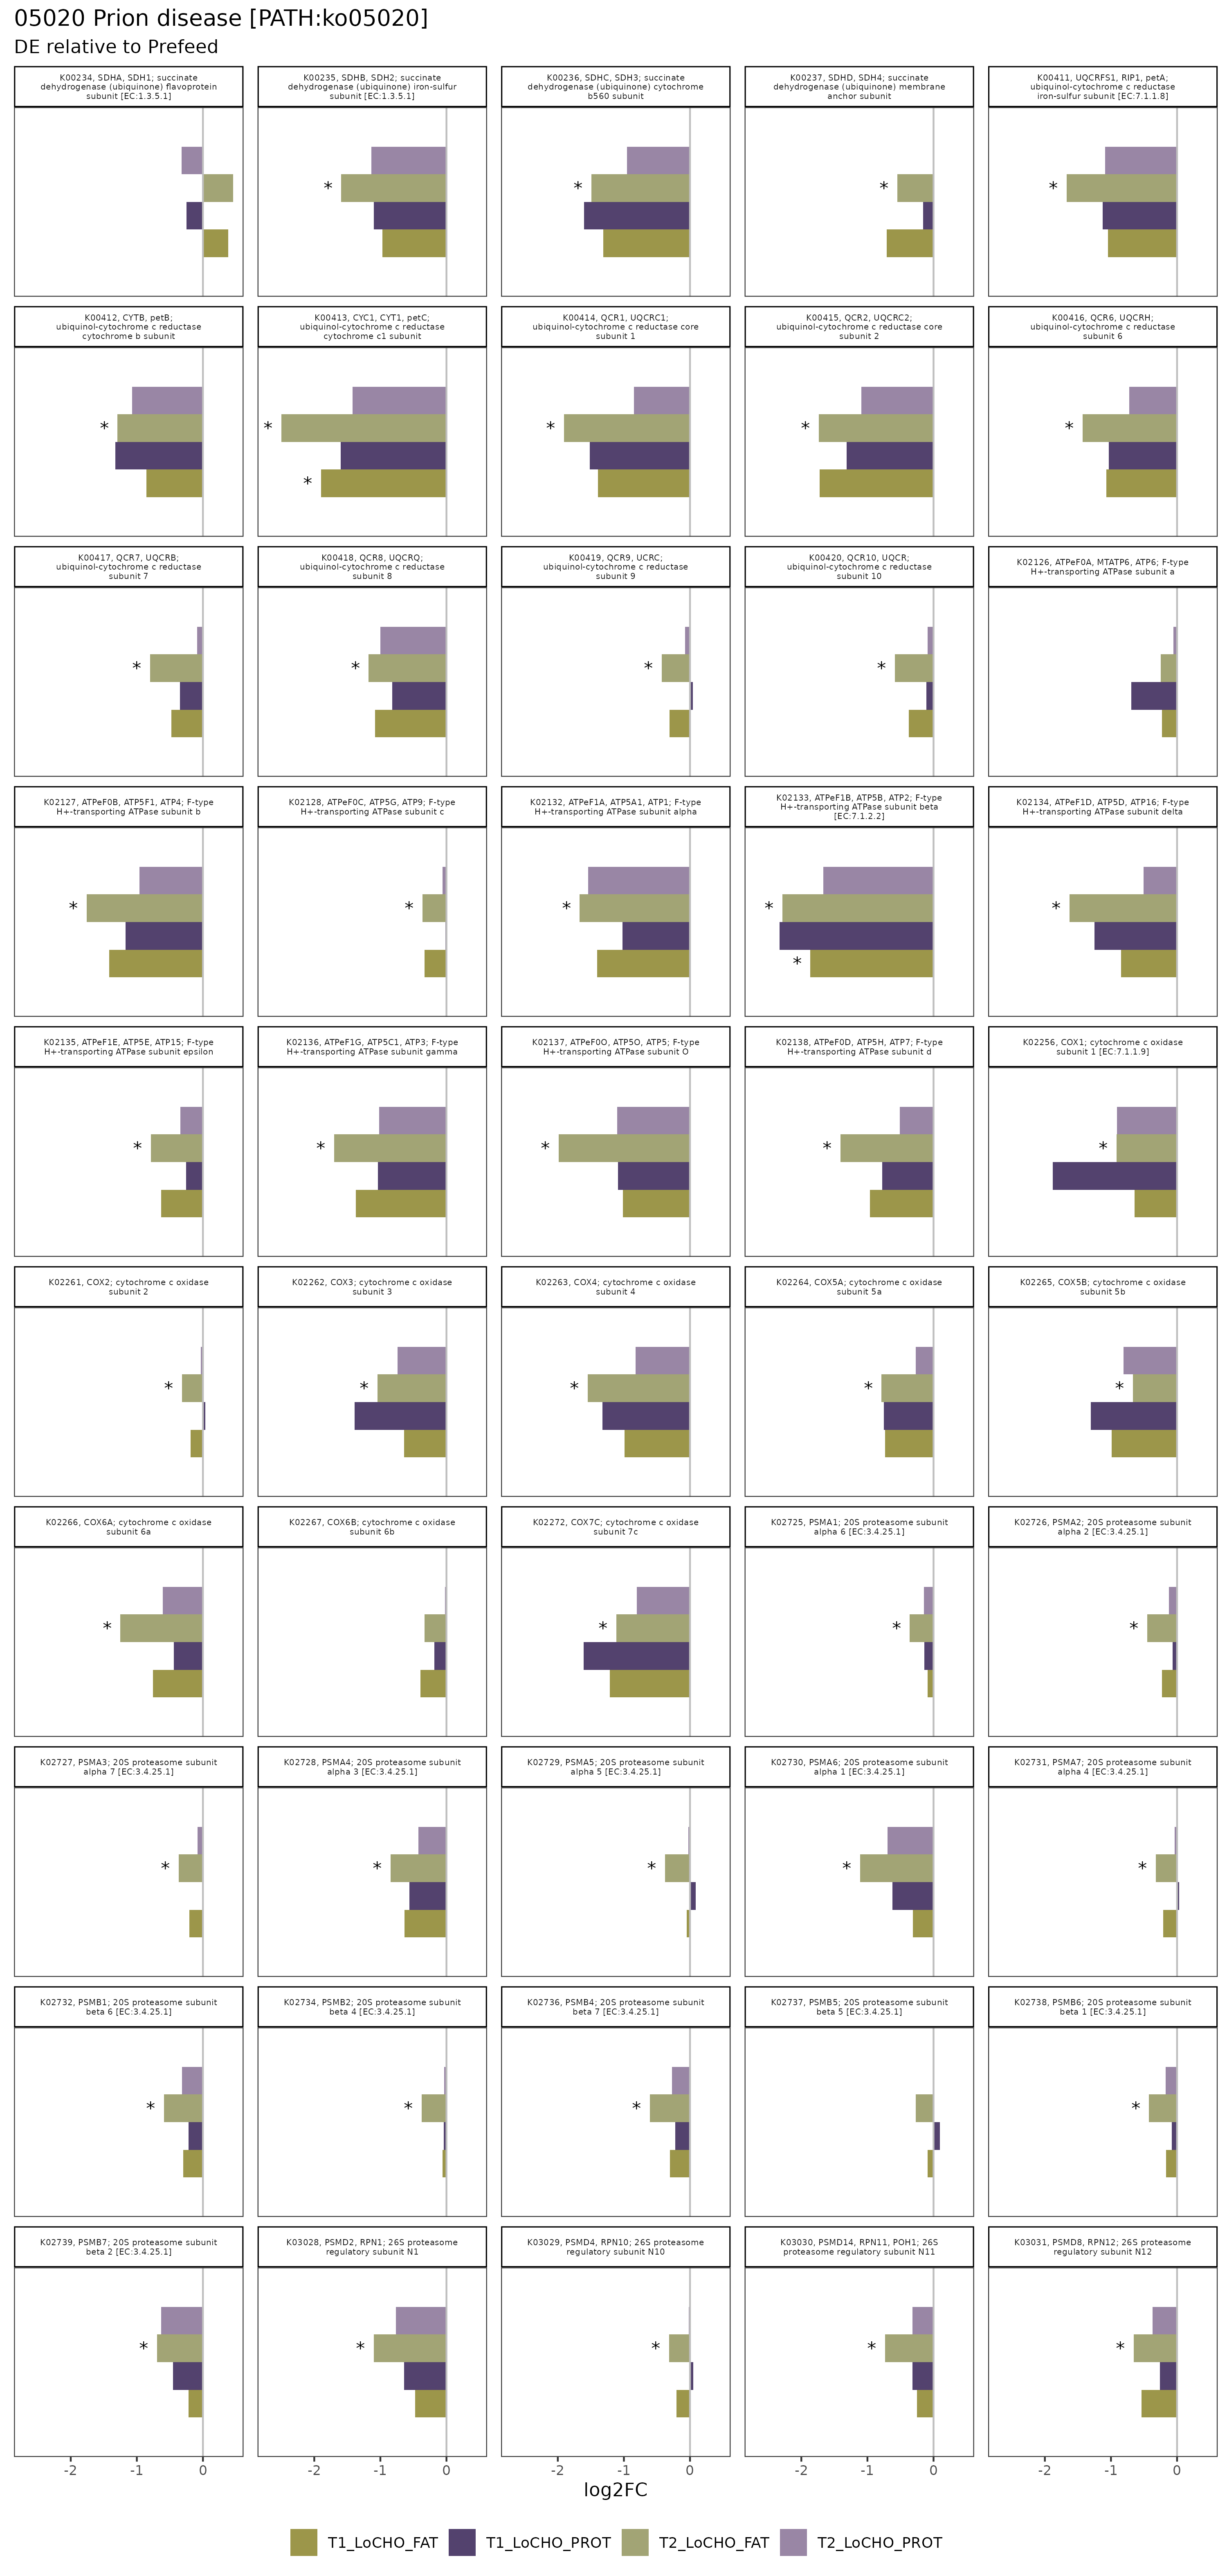 05020 Prion disease [PATH:ko05020]
DE relative to Prefeed
K00234, SDHA, SDH1; succinate
dehydrogenase (ubiquinone) flavoprotein
subunit [EC:1.3.5.1]
K00235, SDHB, SDH2; succinate
dehydrogenase (ubiquinone) iron-sulfur
subunit [EC:1.3.5.1]
K00236, SDHC, SDH3; succinate
dehydrogenase (ubiquinone) cytochrome
b560 subunit
K00237, SDHD, SDH4; succinate
dehydrogenase (ubiquinone) membrane
anchor subunit
K00411, UQCRFS1, RIP1, petA;
ubiquinol-cytochrome c reductase
iron-sulfur subunit [EC:7.1.1.8]
*
*
*
*
K00412, CYTB, petB;
ubiquinol-cytochrome c reductase
cytochrome b subunit
K00413, CYC1, CYT1, petC;
ubiquinol-cytochrome c reductase
cytochrome c1 subunit
K00414, QCR1, UQCRC1;
ubiquinol-cytochrome c reductase core
subunit 1
K00415, QCR2, UQCRC2;
ubiquinol-cytochrome c reductase core
subunit 2
K00416, QCR6, UQCRH;
ubiquinol-cytochrome c reductase
subunit 6
*
*
*
*
*
*
K00417, QCR7, UQCRB;
ubiquinol-cytochrome c reductase
subunit 7
K00418, QCR8, UQCRQ;
ubiquinol-cytochrome c reductase
subunit 8
K00419, QCR9, UCRC;
ubiquinol-cytochrome c reductase
subunit 9
K00420, QCR10, UQCR;
ubiquinol-cytochrome c reductase
subunit 10
K02126, ATPeF0A, MTATP6, ATP6; F-type
H+-transporting ATPase subunit a
*
*
*
*
K02127, ATPeF0B, ATP5F1, ATP4; F-type
H+-transporting ATPase subunit b
K02128, ATPeF0C, ATP5G, ATP9; F-type
H+-transporting ATPase subunit c
K02132, ATPeF1A, ATP5A1, ATP1; F-type
H+-transporting ATPase subunit alpha
K02133, ATPeF1B, ATP5B, ATP2; F-type
H+-transporting ATPase subunit beta
[EC:7.1.2.2]
K02134, ATPeF1D, ATP5D, ATP16; F-type
H+-transporting ATPase subunit delta
*
*
*
*
*
*
K02135, ATPeF1E, ATP5E, ATP15; F-type
H+-transporting ATPase subunit epsilon
K02136, ATPeF1G, ATP5C1, ATP3; F-type
H+-transporting ATPase subunit gamma
K02137, ATPeF0O, ATP5O, ATP5; F-type
H+-transporting ATPase subunit O
K02138, ATPeF0D, ATP5H, ATP7; F-type
H+-transporting ATPase subunit d
K02256, COX1; cytochrome c oxidase
subunit 1 [EC:7.1.1.9]
*
*
*
*
*
K02261, COX2; cytochrome c oxidase
subunit 2
K02262, COX3; cytochrome c oxidase
subunit 3
K02263, COX4; cytochrome c oxidase
subunit 4
K02264, COX5A; cytochrome c oxidase
subunit 5a
K02265, COX5B; cytochrome c oxidase
subunit 5b
*
*
*
*
*
K02266, COX6A; cytochrome c oxidase
subunit 6a
K02267, COX6B; cytochrome c oxidase
subunit 6b
K02272, COX7C; cytochrome c oxidase
subunit 7c
K02725, PSMA1; 20S proteasome subunit
alpha 6 [EC:3.4.25.1]
K02726, PSMA2; 20S proteasome subunit
alpha 2 [EC:3.4.25.1]
*
*
*
*
K02727, PSMA3; 20S proteasome subunit
alpha 7 [EC:3.4.25.1]
K02728, PSMA4; 20S proteasome subunit
alpha 3 [EC:3.4.25.1]
K02729, PSMA5; 20S proteasome subunit
alpha 5 [EC:3.4.25.1]
K02730, PSMA6; 20S proteasome subunit
alpha 1 [EC:3.4.25.1]
K02731, PSMA7; 20S proteasome subunit
alpha 4 [EC:3.4.25.1]
*
*
*
*
*
K02732, PSMB1; 20S proteasome subunit
beta 6 [EC:3.4.25.1]
K02734, PSMB2; 20S proteasome subunit
beta 4 [EC:3.4.25.1]
K02736, PSMB4; 20S proteasome subunit
beta 7 [EC:3.4.25.1]
K02737, PSMB5; 20S proteasome subunit
beta 5 [EC:3.4.25.1]
K02738, PSMB6; 20S proteasome subunit
beta 1 [EC:3.4.25.1]
*
*
*
*
K02739, PSMB7; 20S proteasome subunit
beta 2 [EC:3.4.25.1]
K03028, PSMD2, RPN1; 26S proteasome
regulatory subunit N1
K03029, PSMD4, RPN10; 26S proteasome
regulatory subunit N10
K03030, PSMD14, RPN11, POH1; 26S
proteasome regulatory subunit N11
K03031, PSMD8, RPN12; 26S proteasome
regulatory subunit N12
*
*
*
*
*
-2 -1 0 -2 -1 0 -2 -1 0 -2 -1 0 -2 -1 0
log2FC
T1_LoCHO_FAT T1_LoCHO_PROT T2_LoCHO_FAT T2_LoCHO_PROT